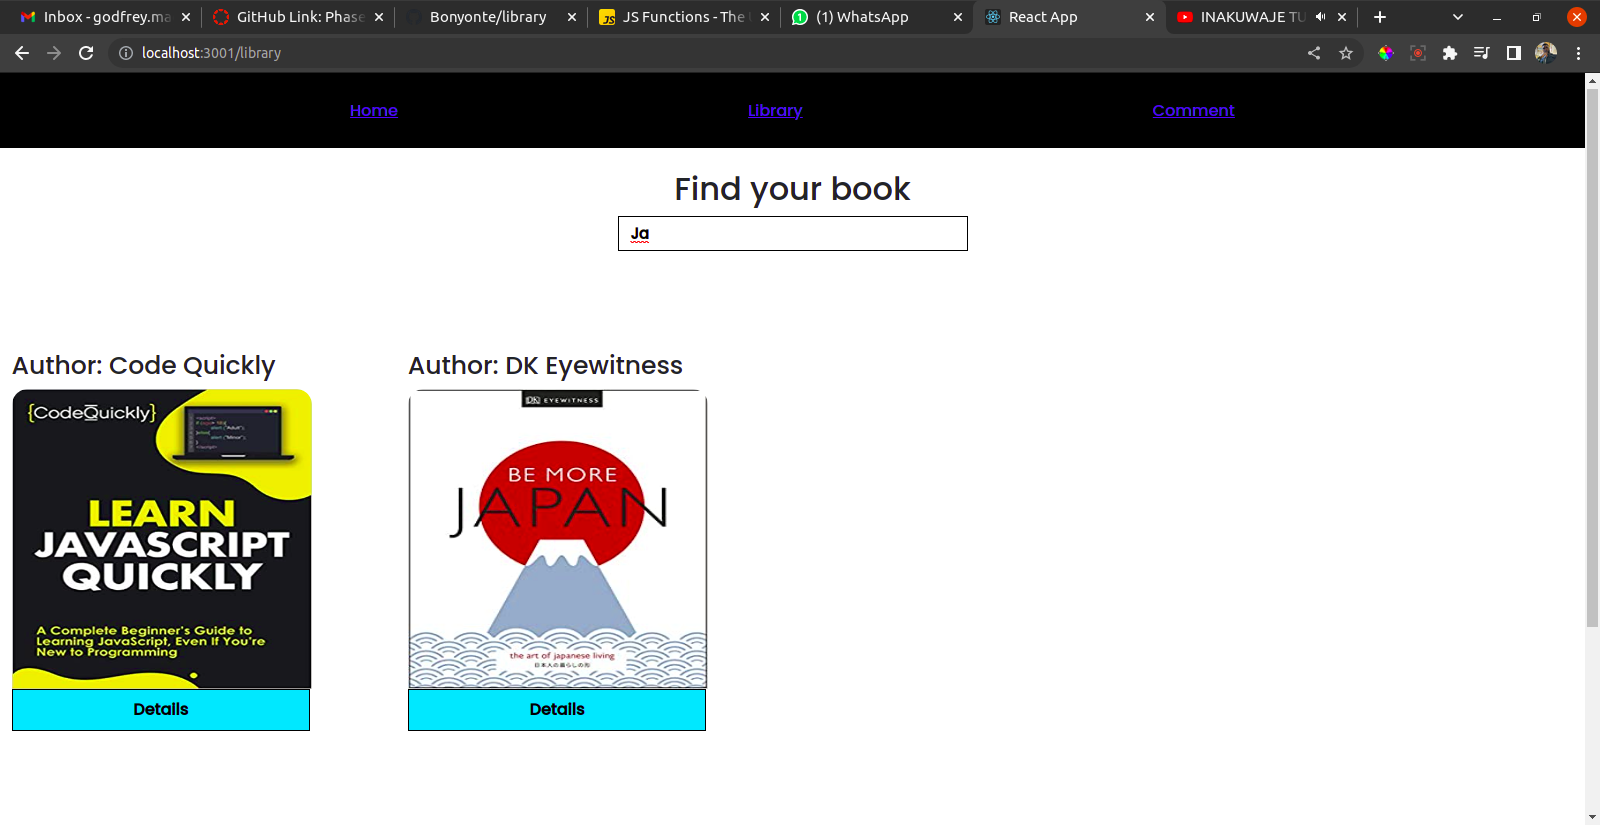 Inbox - godfrey.ma
GitHub Link: Phase
Bonyonte/library
JS Functions - The
(1) WhatsApp
React App
INAKUWAJE TU
localhost:3001/library
Home
Library
Comment
Find your book
Ja
Author: Code Quickly
Author: DK Eyewitness
{CodeQuickly}
LEARN
JAVASCRIPT
QUICKLY
A Complete Beginner's Guide to
Learning JavaScript, Even If You're
New to Programming
Details
DK EYEWITNESS
BE MORE
JAPAN
the art of japanese living
日本人の暮らしの形
Details